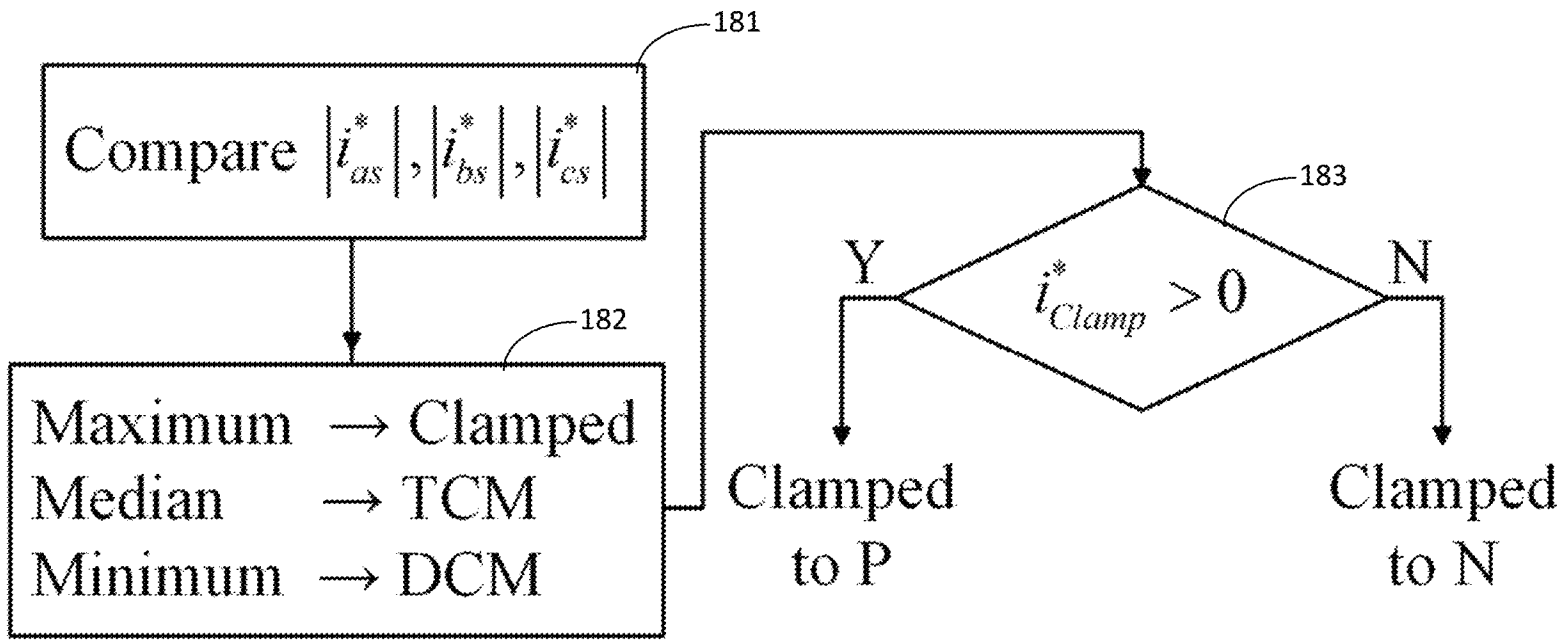 181
Compare |i*as|, |i*bs|, |i*cs|
182
Maximum → Clamped
Median → TCM
Minimum → DCM
183
i*Clamp > 0
Y
N
Clamped
to P
Clamped
to N